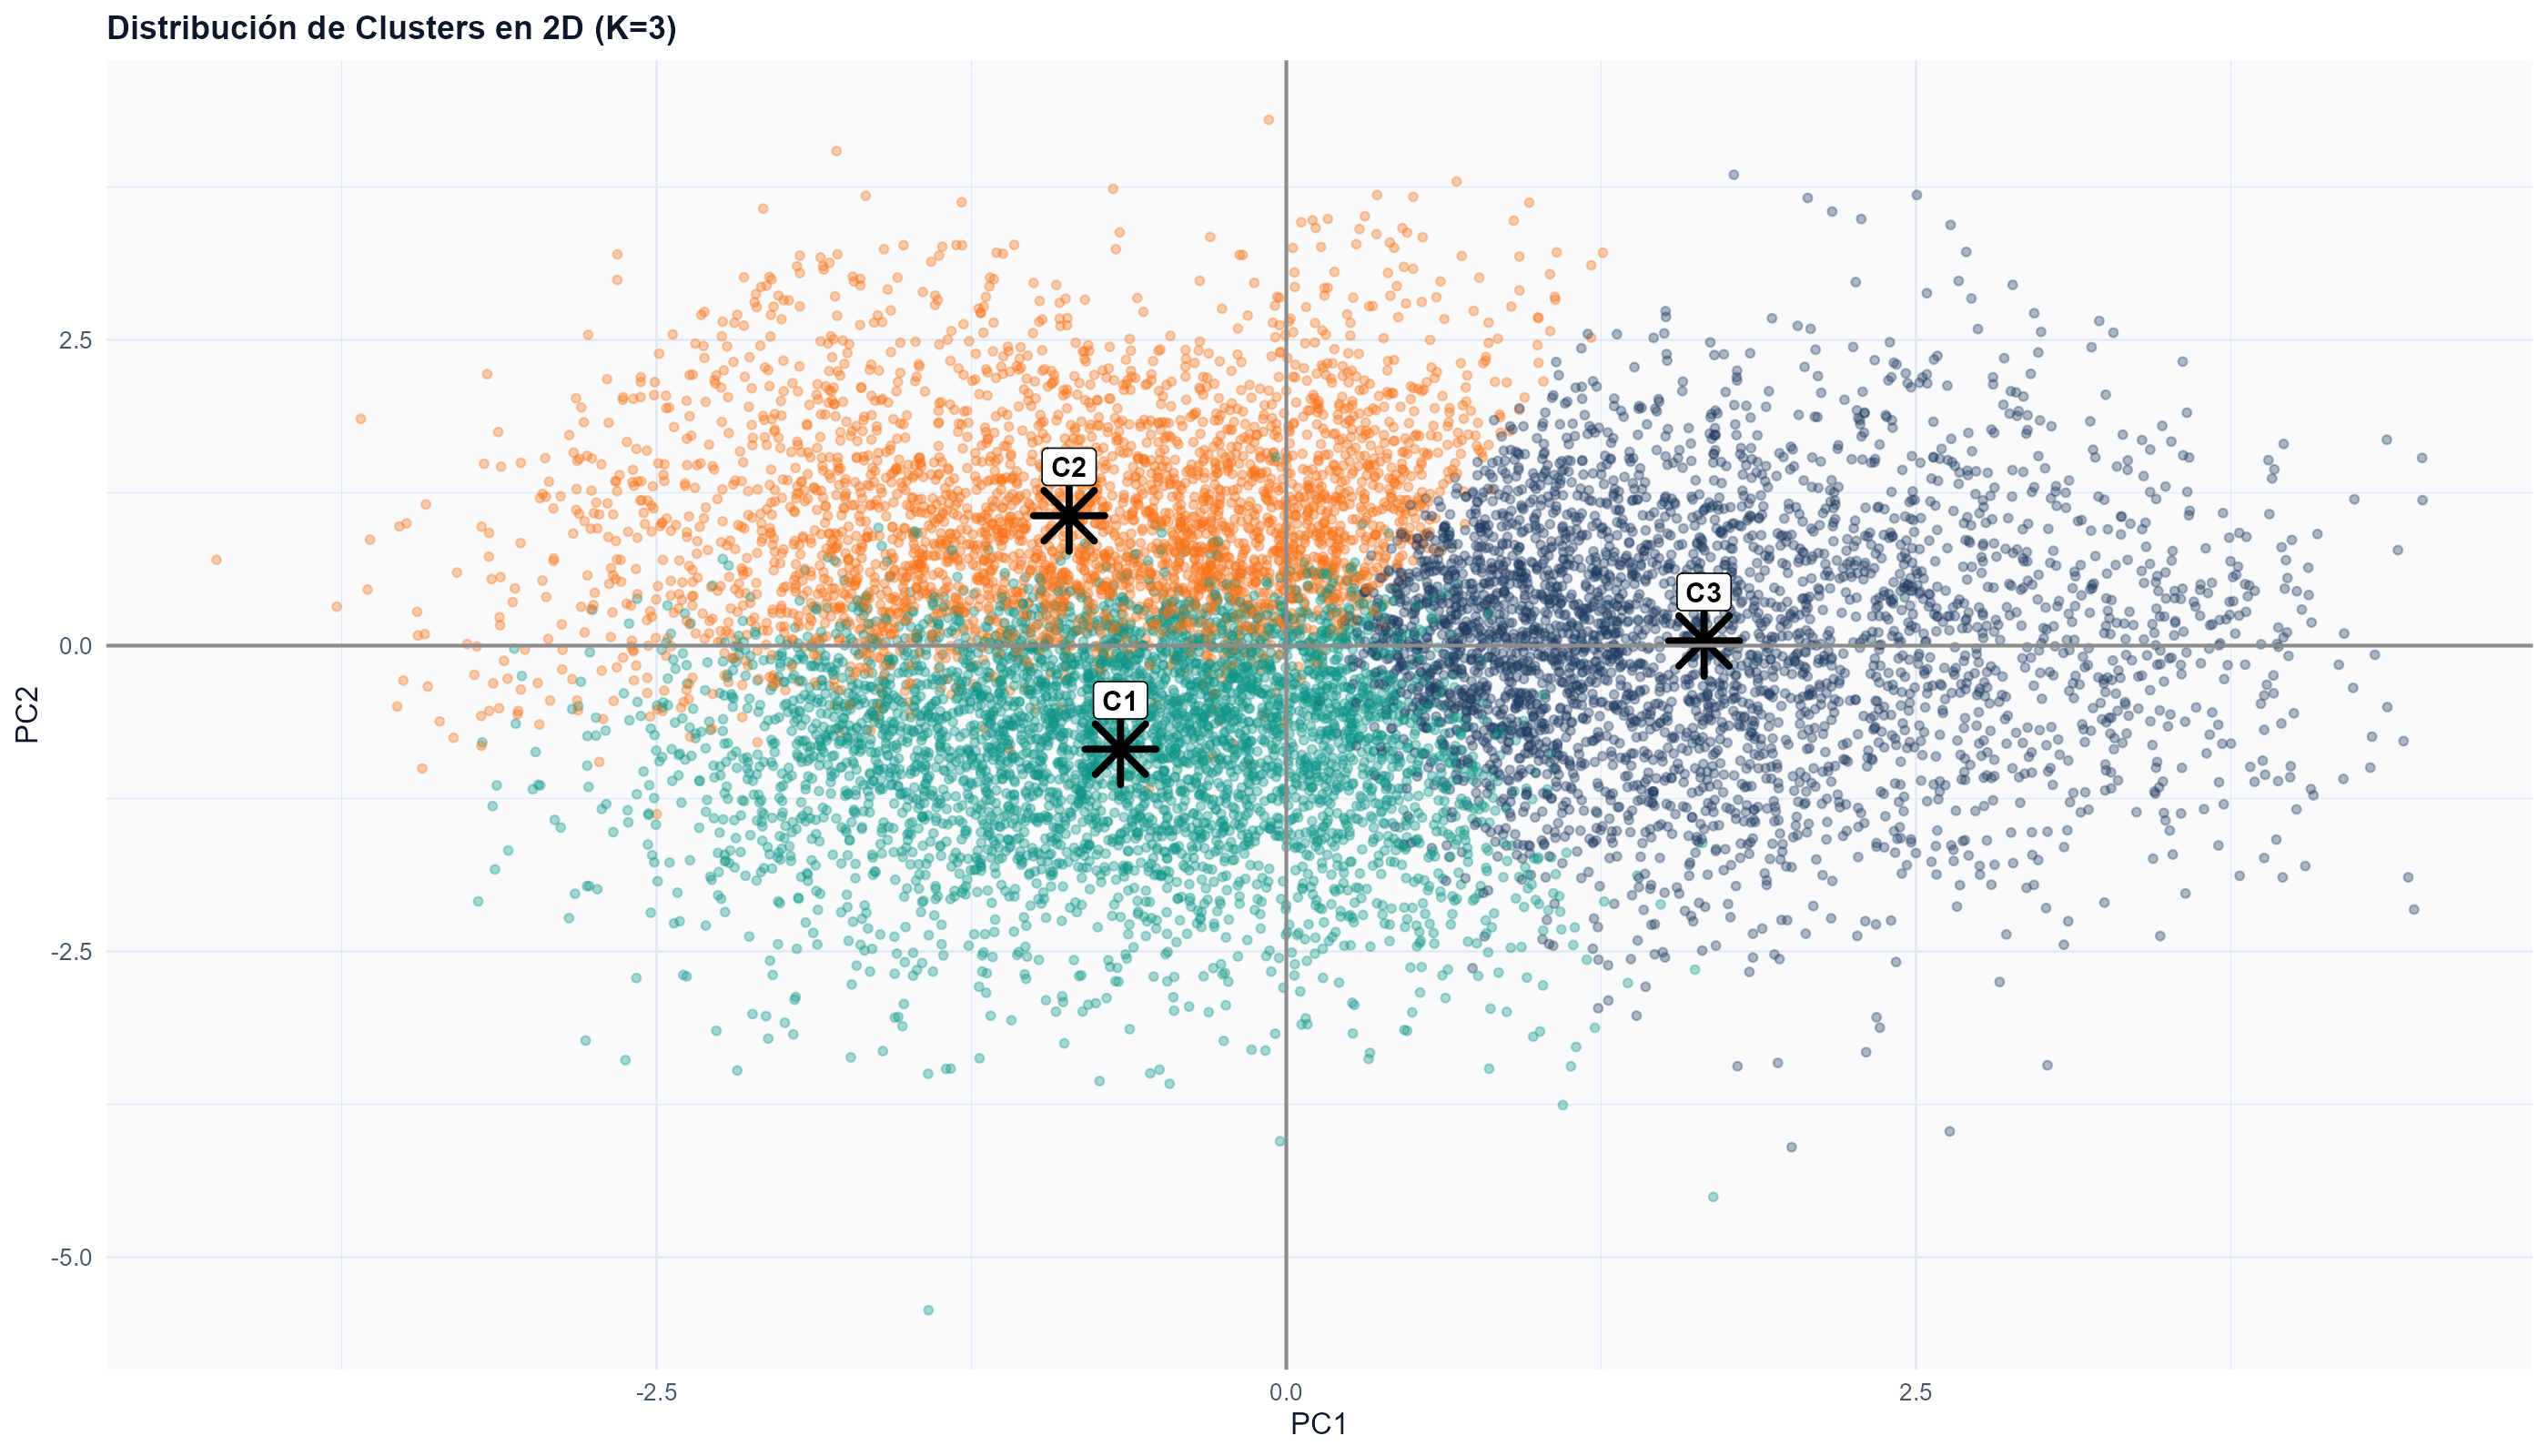 Distribución de Clusters en 2D (K=3)
C2
C3
C1
2.5
0.0
-2.5
-5.0
PC2
-2.5
0.0
2.5
PC1